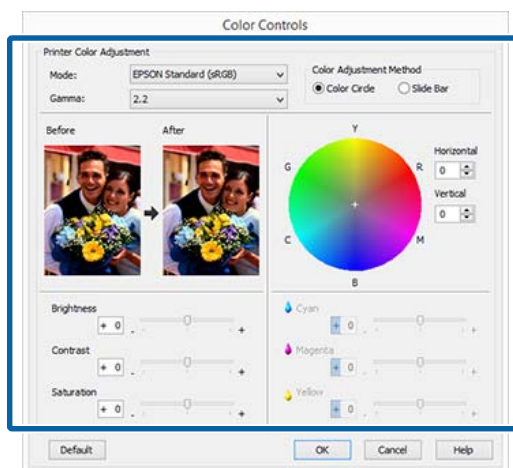 Color Controls
Printer Color Adjustment
Mode: EPSON Standard (sRGB)
Gamma: 2.2
Color Adjustment Method
Color Circle Slide Bar
Before After
Y
G R
C M
B
Horizontal
0
Vertical
0
Brightness
+ 0 - +
Contrast
+ 0 - +
Saturation
+ 0 - +
Cyan
+ 0 - +
Magenta
+ 0 - +
Yellow
+ 0 - +
Default OK Cancel Help